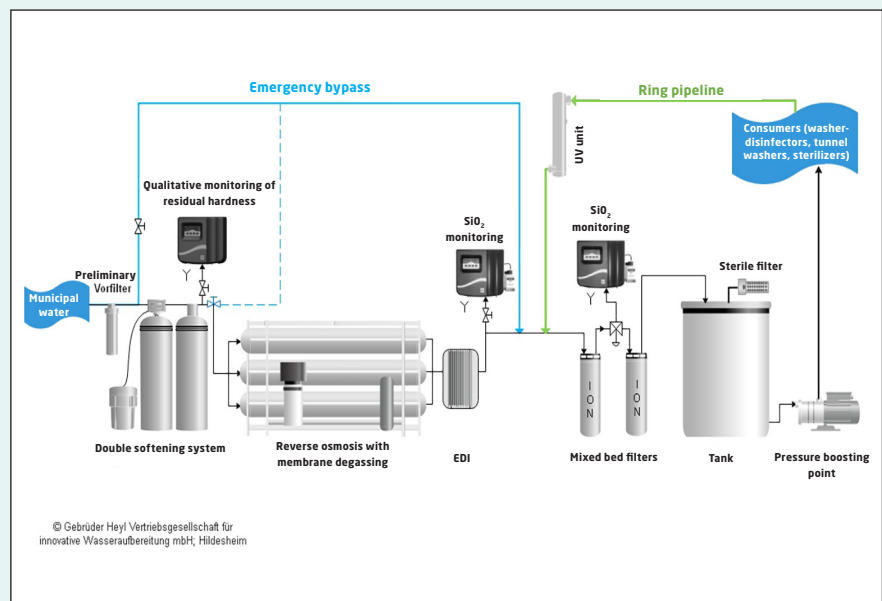 Emergency bypass
Ring pipeline
UV unit
Consumers (washer-
disinfectors, tunnel
washers, sterilizers)
Qualitative monitoring of
residual hardness
SiO₂
monitoring
SiO₂
monitoring
Sterile filter
Preliminary
Vorfilter
Municipal
water
ION
ION
Double softening system
Reverse osmosis with
membrane degassing
EDI
Mixed bed filters
Tank
Pressure boosting
point
© Gebrüder Heyl Vertriebsgesellschaft für
innovative Wasseraufbereitung mbH; Hildesheim